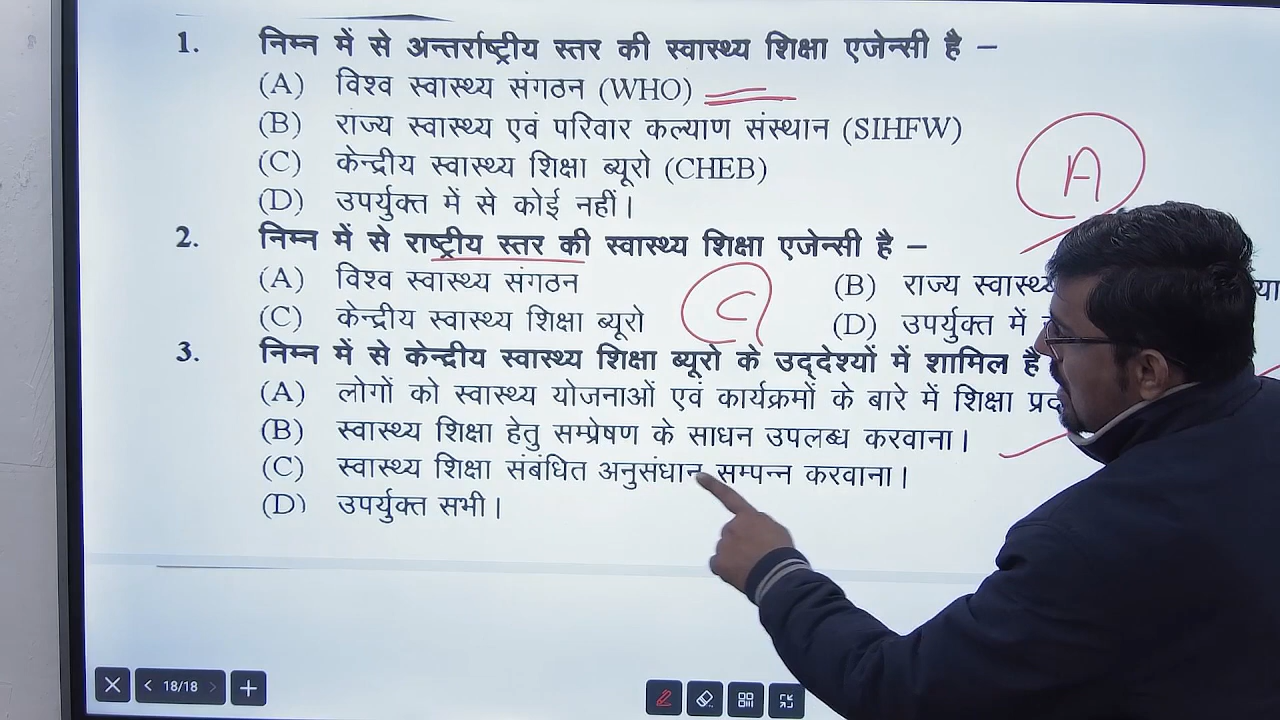 1. निम्न में से अन्तर्राष्ट्रीय स्तर की स्वास्थ्य शिक्षा एजेन्सी है –
(A) विश्व स्वास्थ्य संगठन (WHO)
(B) राज्य स्वास्थ्य एवं परिवार कल्याण संस्थान (SIHFW)
(C) केन्द्रीय स्वास्थ्य शिक्षा ब्यूरो (CHEB)
A
(D) उपर्युक्त में से कोई नहीं।
2. निम्न में से राष्ट्रीय स्तर की स्वास्थ्य शिक्षा एजेन्सी है –
(A) विश्व स्वास्थ्य संगठन (B) राज्य स्वास्थ्य
(C) केन्द्रीय स्वास्थ्य शिक्षा ब्यूरो C (D) उपर्युक्त में
3. निम्न में से केन्द्रीय स्वास्थ्य शिक्षा ब्यूरो के उद्देश्यों में शामिल है
(A) लोगों को स्वास्थ्य योजनाओं एवं कार्यक्रमों के बारे में शिक्षा
(B) स्वास्थ्य शिक्षा हेतु सम्प्रेषण के साधन उपलब्ध करवाना।
(C) स्वास्थ्य शिक्षा संबंधित अनुसंधान सम्पन्न करवाना।
(D) उपर्युक्त सभी।
18/18